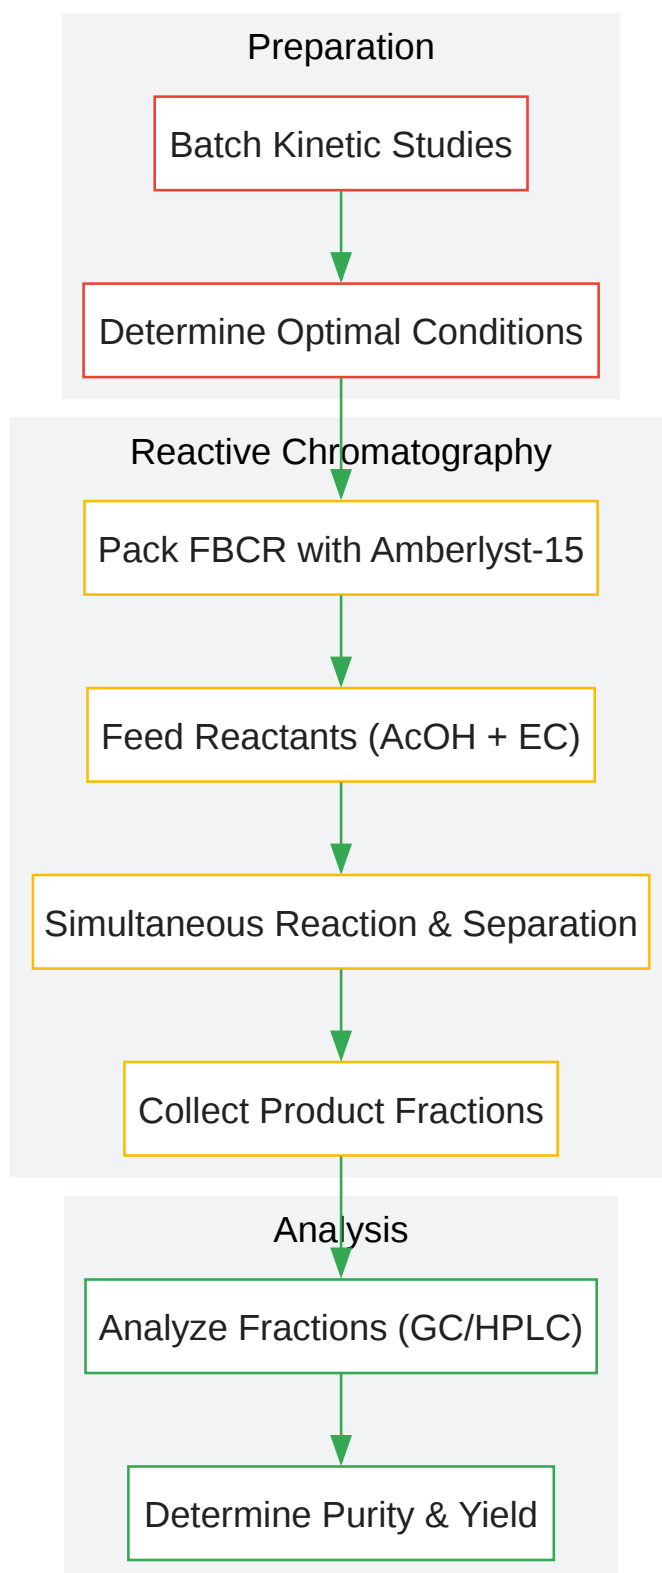 Preparation
Batch Kinetic Studies
Determine Optimal Conditions
Reactive Chromatography
Pack FBCR with Amberlyst-15
Feed Reactants (AcOH + EC)
Simultaneous Reaction & Separation
Collect Product Fractions
Analysis
Analyze Fractions (GC/HPLC)
Determine Purity & Yield